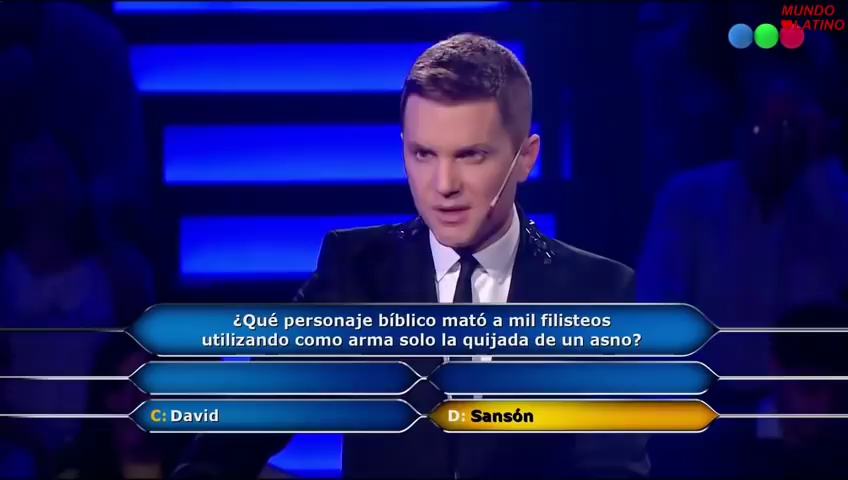 MUNDO
LATINO
¿Qué personaje bíblico mató a mil filisteos
utilizando como arma solo la quijada de un asno?
C: David
D: Sansón